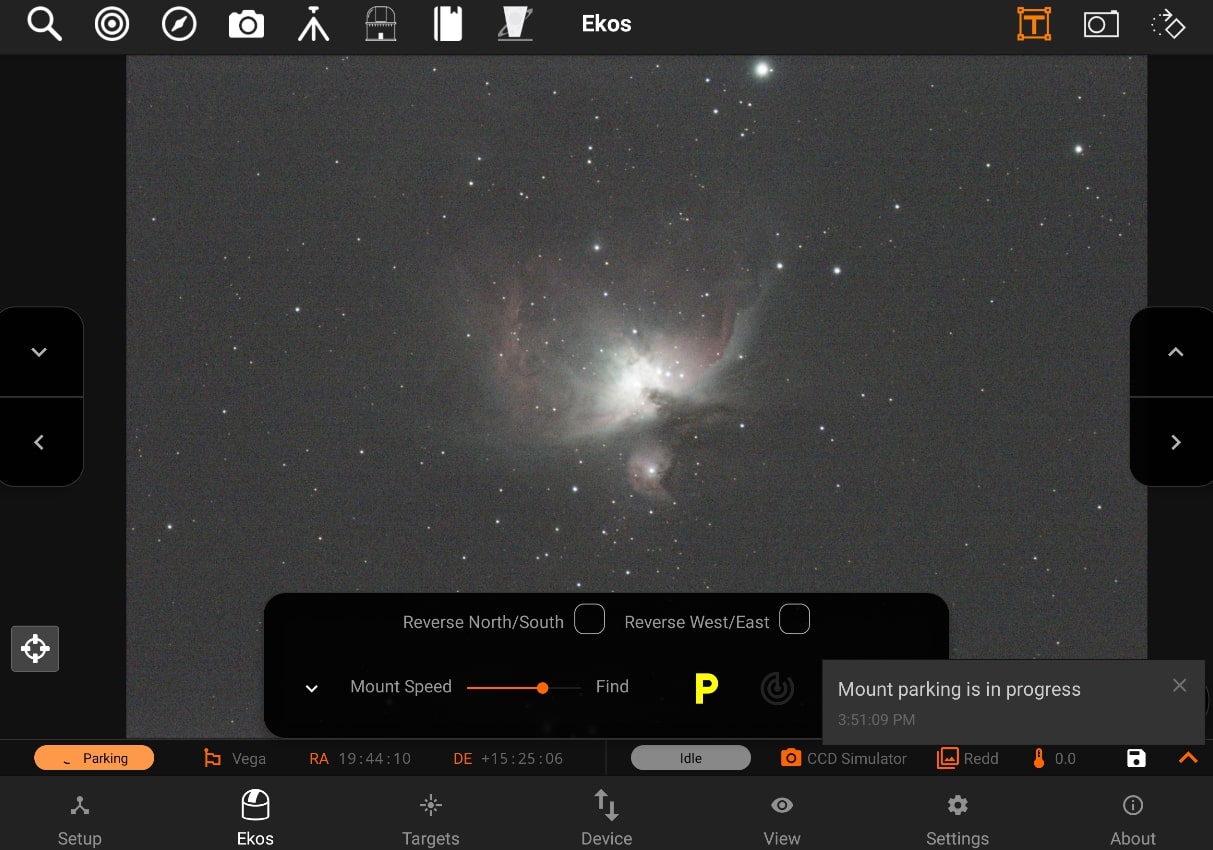 Ekos
T
Reverse North/South
Reverse West/East
Mount Speed
Find
P
Mount parking is in progress
3:51:09 PM
Parking
Vega
RA 19:44:10
DE +15:25:06
Idle
CCD Simulator
Redd
0.0
Setup
Ekos
Targets
Device
View
Settings
About